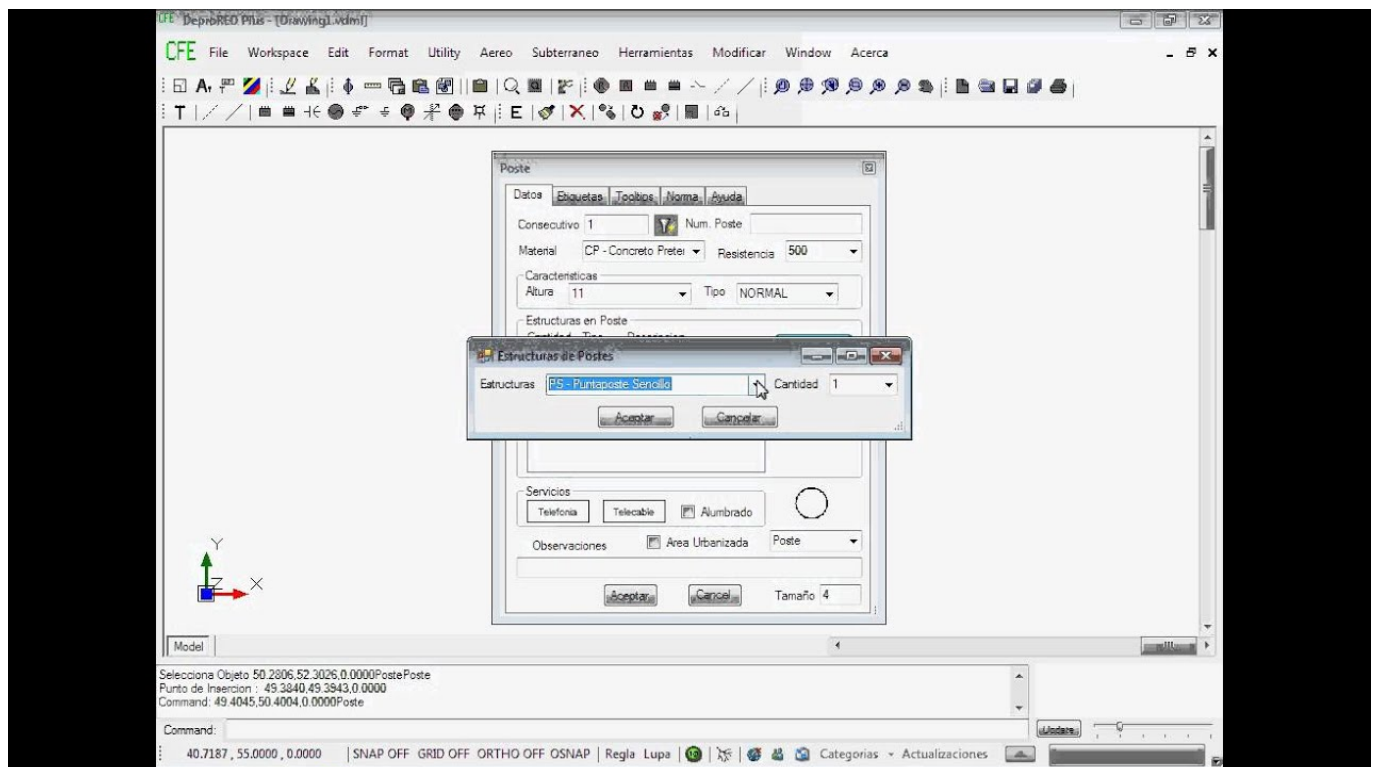 CFE DeproREO Plus - [Drawing1.vdml]
CFE File Workspace Edit Format Utility Aereo Subterraneo Herramientas Modificar Window Acerca
Poste
Datos Etiquetas Tooltips Norma Ayuda
Consecutivo 1 Num. Poste
Material CP - Concreto Preter Resistencia 500
Caracteristicas
Altura 11 Tipo NORMAL
Estructuras en Poste
Cantidad Tipo Descripcion
Estructuras de Postes
Estructuras PS - Puntaposte Sencillo Cantidad 1
Aceptar Cancelar
Servicios
Telefonia Telecable Alumbrado
Observaciones Area Urbanizada Poste
Aceptar Cancel Tamaño 4
Y
Z X
Model
Selecciona Objeto 50.2806,52.3026,0.0000PostePoste
Punto de Insercion : 49.3840,49.3943,0.0000
Command: 49.4045,50.4004,0.0000Poste
Command:
40.7187 , 55.0000 , 0.0000 SNAP OFF GRID OFF ORTHO OFF OSNAP Regla Lupa Categorias Actualizaciones